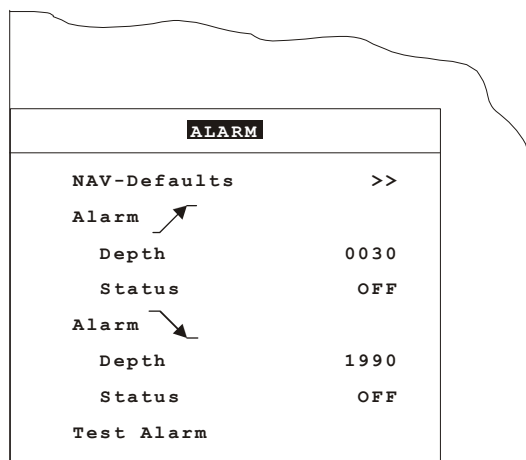 ALARM
NAV-Defaults >>
Alarm
Depth 0030
Status OFF
Alarm
Depth 1990
Status OFF
Test Alarm